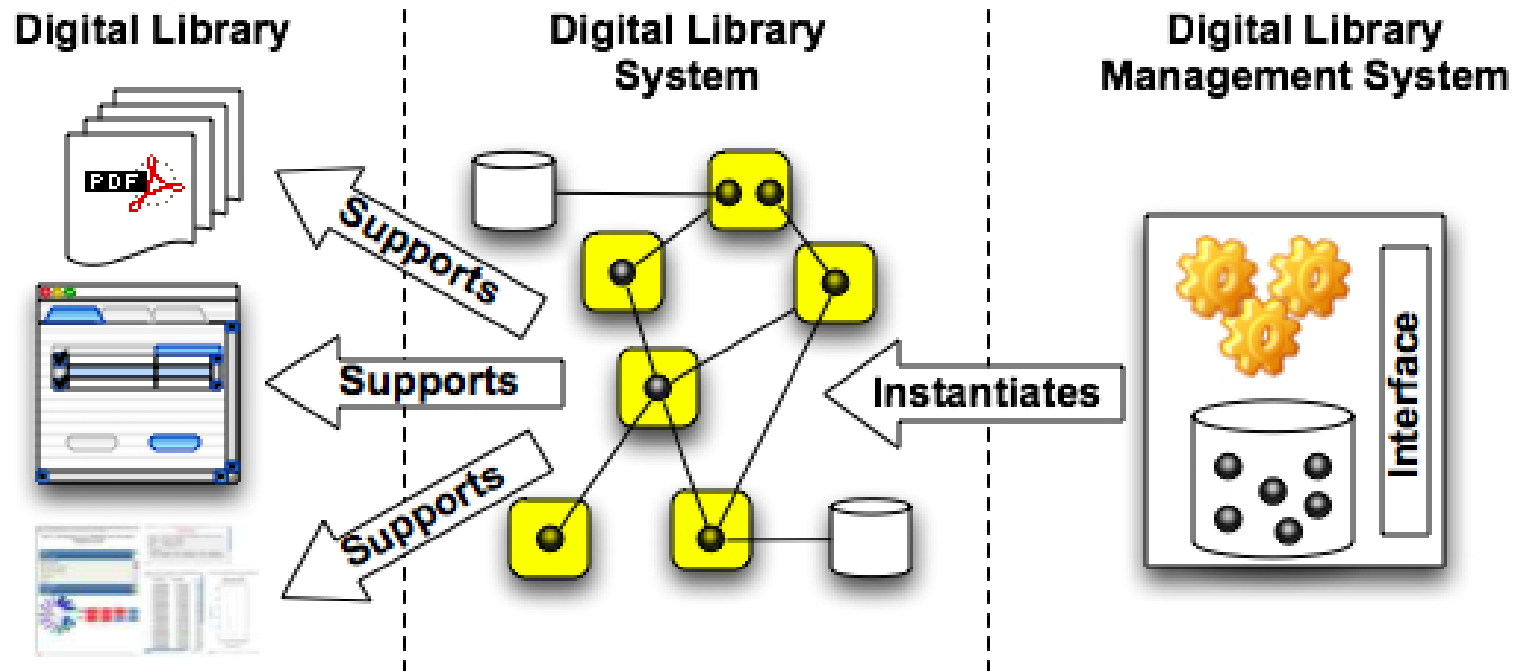 Digital Library
Digital Library
System
Digital Library
Management System
PDF
Supports
Supports
Supports
Instantiates
Interface